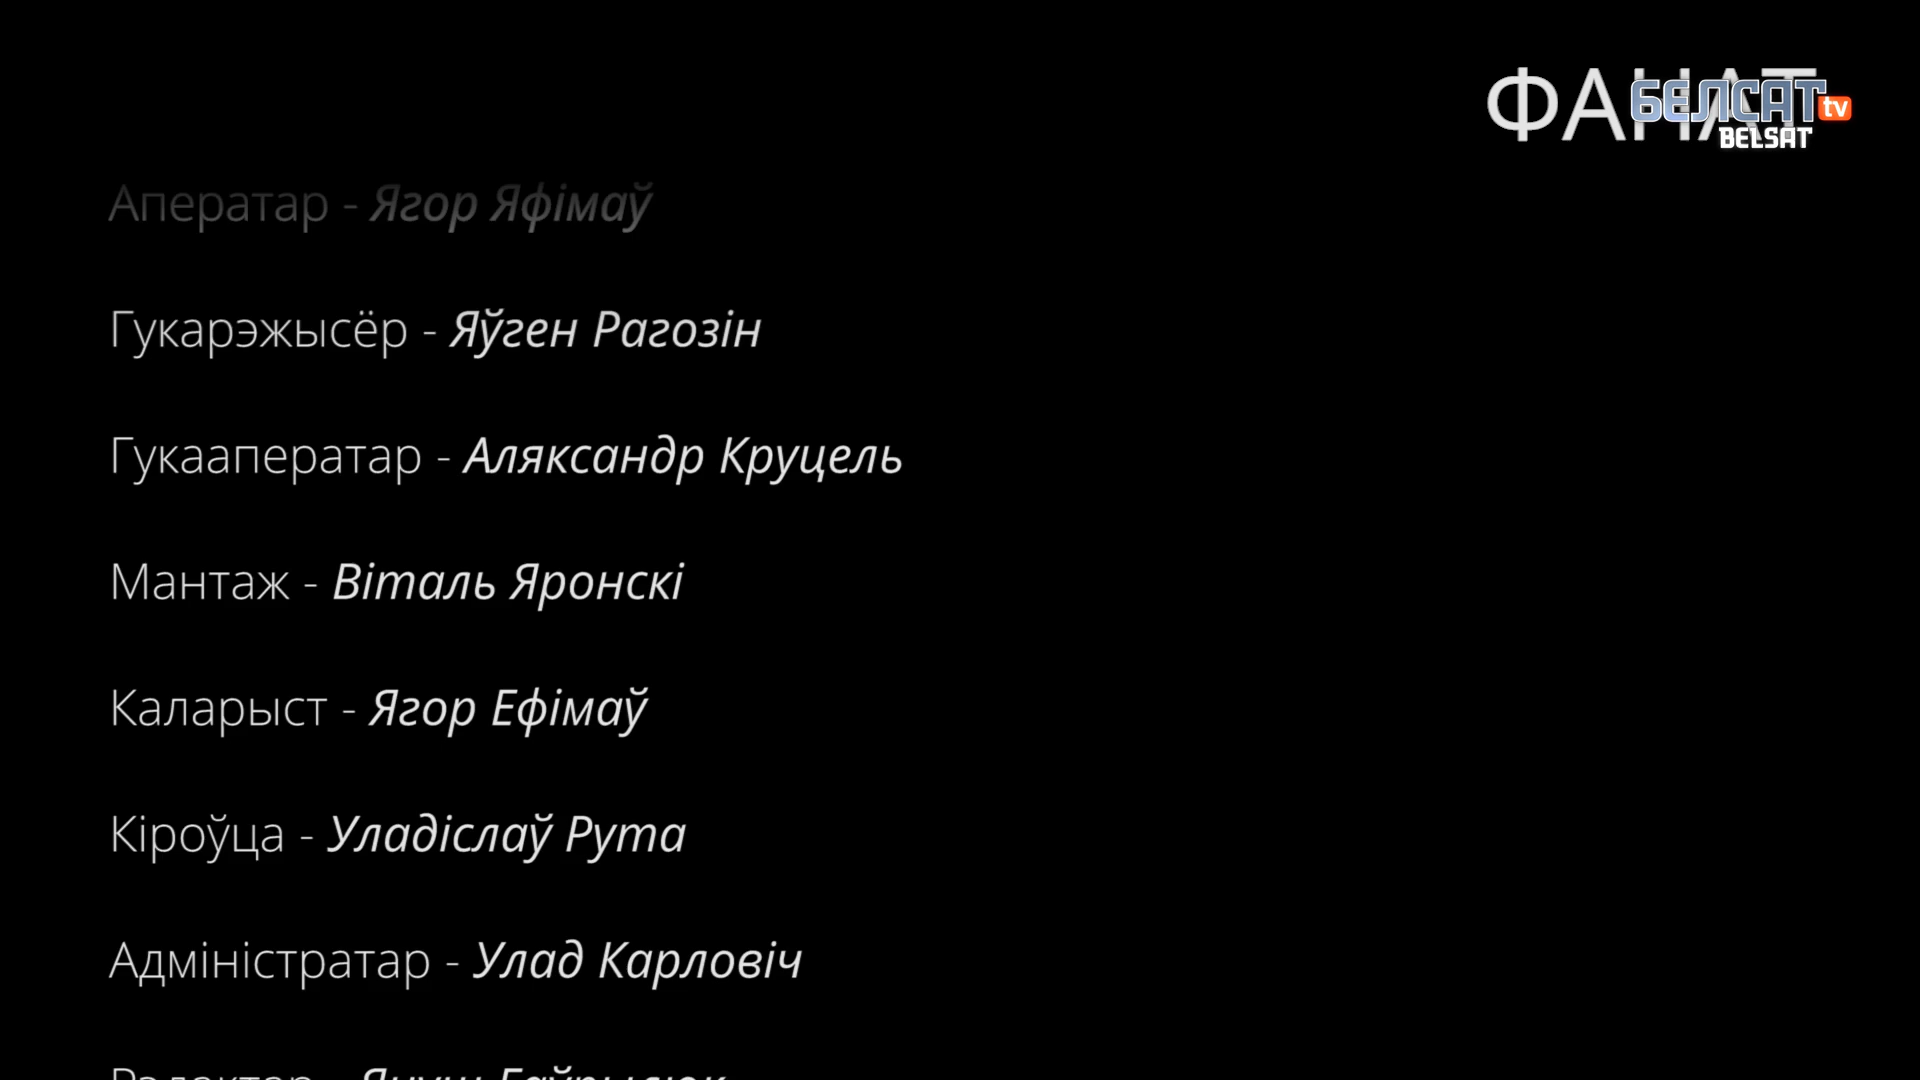 ФАНАТ
БЕЛСАТ tv
BELSAT
Аператар - Ягор Яфімаў
Гукарэжысёр - Яўген Рагозін
Гукааператар - Аляксандр Круцель
Мантаж - Віталь Яронскі
Каларыст - Ягор Ефімаў
Кіроўца - Уладіслаў Рута
Адміністратар - Улад Карловіч
Рэдактар -